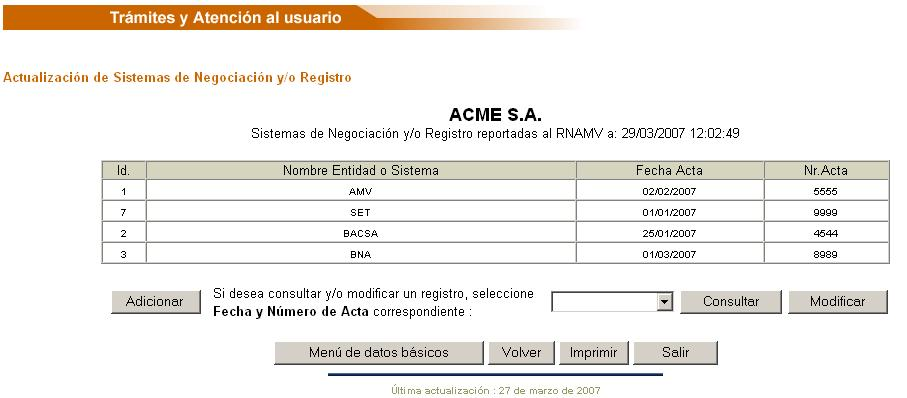 Trámites y Atención al usuario
Actualización de Sistemas de Negociación y/o Registro
ACME S.A.
Sistemas de Negociación y/o Registro reportadas al RNAMV a: 29/03/2007 12:02:49
Id. Nombre Entidad o Sistema Fecha Acta Nr.Acta
1 AMV 02/02/2007 5555
7 SET 01/01/2007 9999
2 BACSA 25/01/2007 4544
3 BNA 01/03/2007 8989
Adicionar Si desea consultar y/o modificar un registro, seleccione
Fecha y Número de Acta correspondiente : Consultar Modificar
Menú de datos básicos Volver Imprimir Salir
Última actualización : 27 de marzo de 2007